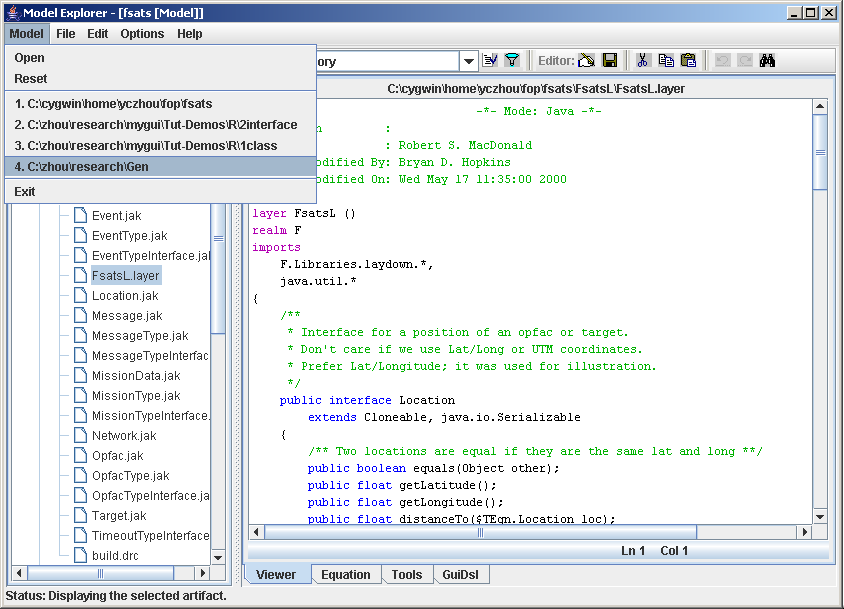 Model Explorer - [fsats [Model]]
Model File Edit Options Help
Open
Reset
1. C:\cygwin\home\yczhou\fop\fsats
2. C:\zhou\research\mygui\Tut-Demos\R\2interface
3. C:\zhou\research\mygui\Tut-Demos\R\1class
4. C:\zhou\research\Gen
Exit
ory
Editor:
Event.jak
EventType.jak
EventTypeInterface.jal
FsatsL.layer
Location.jak
Message.jak
MessageType.jak
MessageTypeInterfac
MissionData.jak
MissionType.jak
MissionTypeInterface.
Network.jak
Opfac.jak
OpfacType.jak
OpfacTypeInterface.ja
Target.jak
TimeoutTypeInterface
build.drc
C:\cygwin\home\yczhou\fop\fsats\FsatsL\FsatsL.layer
-*- Mode: Java -*-
n :
: Robert S. MacDonald
odified By: Bryan D. Hopkins
odified On: Wed May 17 11:35:00 2000
layer FsatsL ()
realm F
imports
F.Libraries.laydown.*,
java.util.*
{
/**
* Interface for a position of an opfac or target.
* Don't care if we use Lat/Long or UTM coordinates.
* Prefer Lat/Longitude; it was used for illustration.
*/
public interface Location
extends Cloneable, java.io.Serializable
{
/** Two locations are equal if they are the same lat and long **/
public boolean equals(Object other);
public float getLatitude();
public float getLongitude();
public float distanceTo($TEqn.Location loc);
Ln 1 Col 1
Viewer Equation Tools GuiDsl
Status: Displaying the selected artifact.